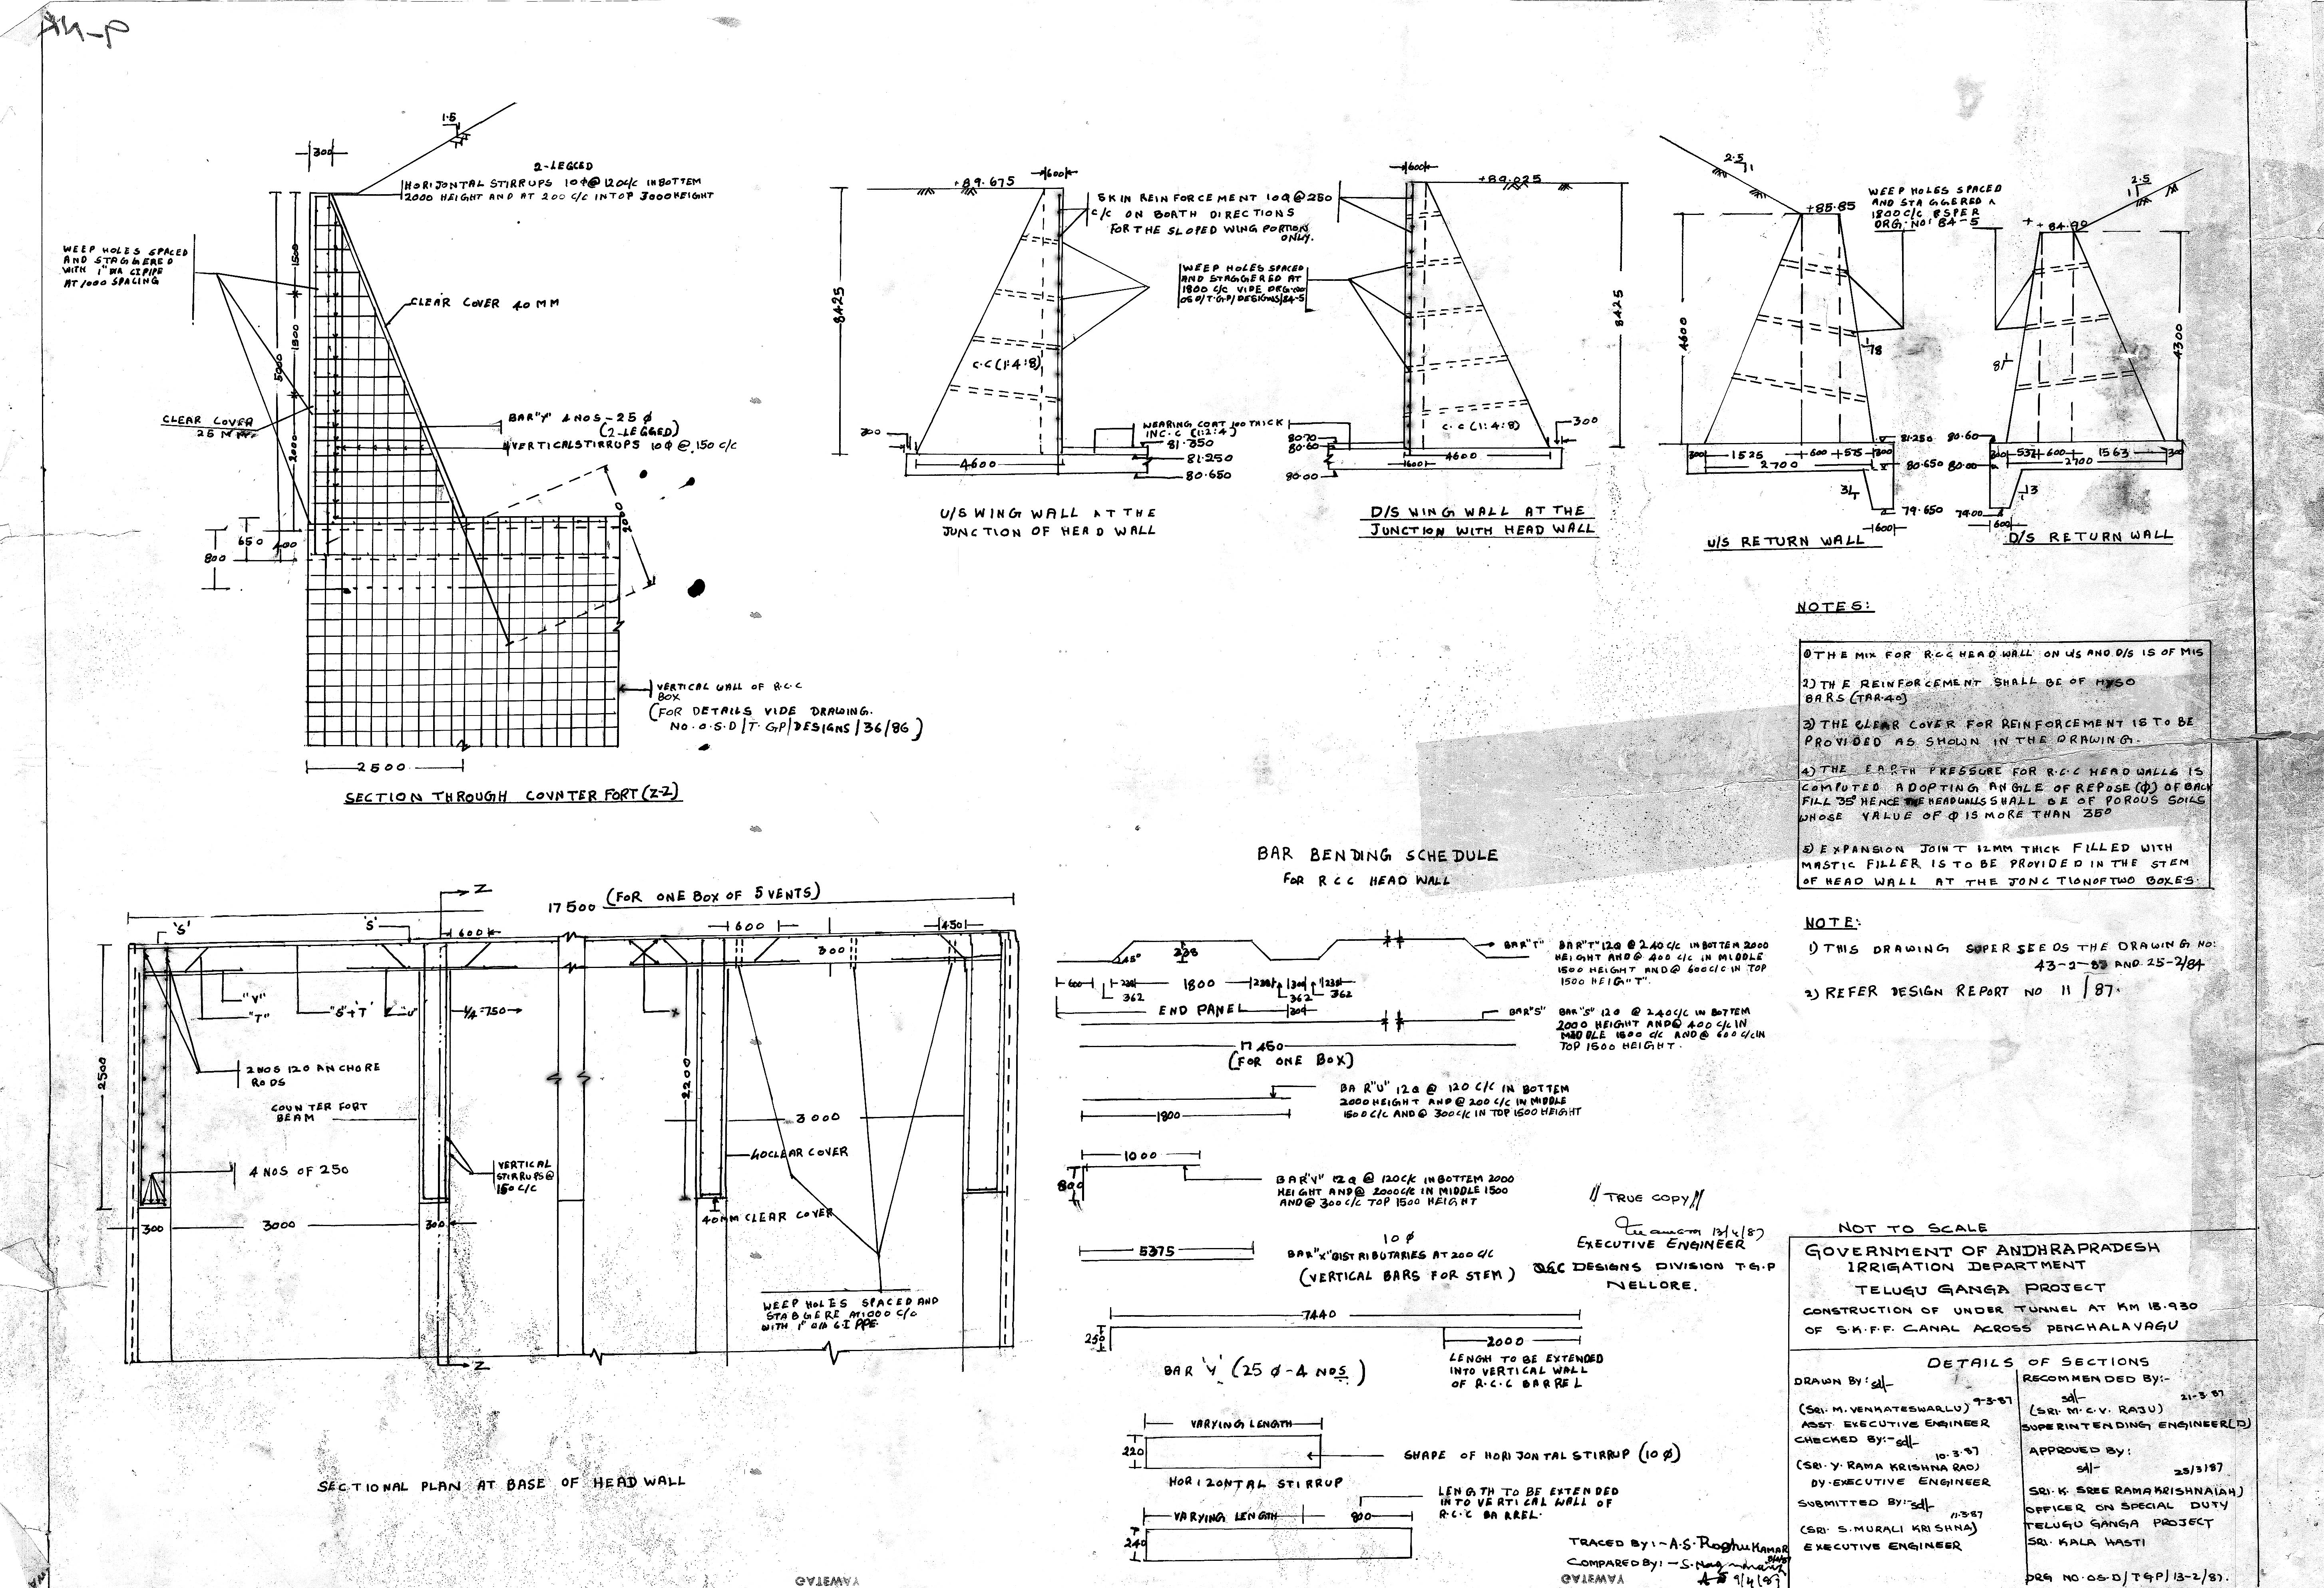 1.5
300
2-LEGGED
HORIJONTAL STIRRUPS 10Φ@120C/C IN BOTTEM
2000 HEIGHT AND AT 200 C/C IN TOP 3000 HEIGHT
WEEP HOLES SPACED
AND STAGGERED
WITH 1" DIA C.I PIPE
AT 1000 SPACING
1500
1500
5000
2000
CLEAR COVER 40 MM
CLEAR COVER
25 MM
BAR "Y" 4 NOS - 25 Φ
(2-LEGGED)
VERTICAL STIRRUPS 10Φ @ 150 C/C
650
400
800
2000
VERTICAL WALL OF R.C.C
BOX
(FOR DETAILS VIDE DRAWING.
NO. O.S.D/T.GP/DESIGNS/36/86)
2500
SECTION THROUGH COUNTER FORT (Z-Z)
+89.675
600
8425
C.C (1:4:8)
300
4600
81.350
81.250
80.650
U/S WING WALL AT THE
JUNCTION OF HEAD WALL
SKIN REINFORCEMENT 10Φ@250
C/C ON BOATH DIRECTIONS
FOR THE SLOPED WING PORTION
ONLY.
WEEP HOLES SPACED
AND STAGGERED AT
1800 C/C VIDE DRG.NO
OSD/T.GP/DESIGNS/84-5
WEARING COAT 100 THICK
IN C.C (1:2:4)
600
+89.025
8425
C.C (1:4:8)
300
80.70
80.60
80.00
600
4600
D/S WING WALL AT THE
JUNCTION WITH HEAD WALL
2.5
1
+85.85
WEEP HOLES SPACED
AND STAGGERED A
1800 C/C AS PER
DRG. NO: 84-5
4600
300
1525
600
575
300
2700
81.250
80.650
79.650
600
U/S RETURN WALL
2.5
1
+84.90
4300
80.60
80.00
79.00
300
537
600
1563
300
2700
600
D/S RETURN WALL
NOTES:
1) THE MIX FOR R.C.C HEAD WALL ON U/S AND D/S IS OF M15
2) THE REINFORCEMENT SHALL BE OF HYSD
BARS (TAR-40)
3) THE CLEAR COVER FOR REINFORCEMENT IS TO BE
PROVIDED AS SHOWN IN THE DRAWING.
4) THE EARTH PRESSURE FOR R.C.C HEAD WALLS IS
COMPUTED ADOPTING ANGLE OF REPOSE (Φ) OF BACK
FILL 35° HENCE THE HEADWALLS SHALL BE OF POROUS SOILS
WHOSE VALUE OF Φ IS MORE THAN 35°
5) EXPANSION JOINT 12MM THICK FILLED WITH
MASTIC FILLER IS TO BE PROVIDED IN THE STEM
OF HEAD WALL AT THE JONCTION OF TWO BOXES.
NOTE:
1) THIS DRAWING SUPERSEEDS THE DRAWING NO:
43-2-83 AND 25-2/84
2) REFER DESIGN REPORT NO 11/87.
Z
17500 (FOR ONE BOX OF 5 VENTS)
'S'
'S'
600
600
450
300
2500
"V"
"T"
"S'+'T'
"U"
L/4=750
X
2 NOS 12Φ ANCHORE
RODS
COUNTER FORT
BEAM
2200
3000
40 CLEAR COVER
4 NOS OF 25Φ
VERTICAL
STIRRUPS@
150 C/C
40MM CLEAR COVER
300
3000
300
WEEP HOLES SPACED AND
STAGGERE AT 1000 C/C
WITH 1" DIA C.I PIPE
Z
SECTIONAL PLAN AT BASE OF HEAD WALL
BAR BENDING SCHEDULE
FOR R C C HEAD WALL
45°
238
BAR"T"
BAR"T" 12Φ @ 240 C/C IN BOTTEM 2000
HEIGHT AND @ 400 C/C IN MIDDLE
1500 HEIGHT AND @ 600C/C IN TOP
1500 HEIGHT.
600
238
1800
238
300
238
362
362
362
END PANEL
300
BAR"S"
BAR"S" 12Φ @ 240C/C IN BOTTEM
2000 HEIGHT AND@ 400 C/C IN
MIDDLE 1500 C/C AND @ 600 C/C IN
TOP 1500 HEIGHT.
17450
(FOR ONE BOX)
BAR"U" 12Φ @ 120 C/C IN BOTTEM
2000 HEIGHT AND @ 200 C/C IN MIDDLE
1500 C/C AND @ 300C/C IN TOP 1500 HEIGHT
1800
1000
800
BAR"V" 12Φ @ 120C/C IN BOTTEM 2000
HEIGHT AND@ 2000C/C IN MIDDLE 1500
AND@ 300 C/C TOP 1500 HEIGHT
10 Φ
5375
BAR"X" DISTRIBUTARIES AT 200 C/C
(VERTICAL BARS FOR STEM)
7440
250
2000
BAR 'Y' (25 Φ-4 NOS)
LENGH TO BE EXTENDED
INTO VERTICAL WALL
OF R.C.C BARREL
VARYING LENGTH
220
SHAPE OF HORIJONTAL STIRRUP (10 Φ)
HORIZONTAL STIRRUP
LENGTH TO BE EXTENDED
INTO VERTICAL WALL OF
R.C.C BARREL.
VARYING LENGTH
800
240
// TRUE COPY //
13/4/87
EXECUTIVE ENGINEER
DESIGNS DIVISION T.G.P
NELLORE.
TRACED BY:- A.S. Raghu Kamar
COMPARED BY:-
9/4/87
NOT TO SCALE
GOVERNMENT OF ANDHRAPRADESH
IRRIGATION DEPARTMENT
TELUGU GANGA PROJECT
CONSTRUCTION OF UNDER TUNNEL AT KM 18.930
OF S.K.F.F. CANAL ACROSS PENCHALAVAGU
DETAILS OF SECTIONS
DRAWN BY: sd/-
9-3-87
(SRI. M. VENKATESWARLU)
ASST. EXECUTIVE ENGINEER
CHECKED BY:- sd/-
10.3.87
(SRI. Y. RAMA KRISHNA RAO)
DY. EXECUTIVE ENGINEER
SUBMITTED BY:- sd/-
11.3.87
(SRI. S. MURALI KRISHNA)
EXECUTIVE ENGINEER
RECOMMENDED BY:-
sd/-
21-3-87
(SRI. M.C.V. RAJU)
SUPERINTENDING ENGINEER(D)
APPROVED BY:
sd/-
25/3/87
SRI. K. SREE RAMAKRISHNAIAH)
OFFICER ON SPECIAL DUTY
TELUGU GANGA PROJECT
SRI. KALA HASTI
DRG NO. O.S.D/TGP/13-2/87.
GATEWAY
GATEWAY